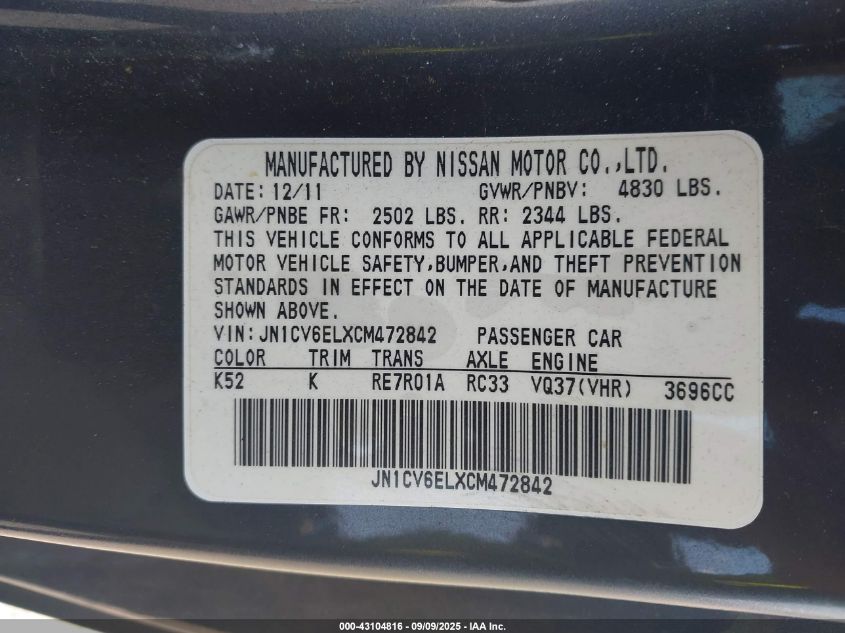 MANUFACTURED BY NISSAN MOTOR CO.,LTD.
DATE: 12/11 GVWR/PNBV: 4830 LBS.
GAWR/PNBE FR: 2502 LBS. RR: 2344 LBS.
THIS VEHICLE CONFORMS TO ALL APPLICABLE FEDERAL
MOTOR VEHICLE SAFETY,BUMPER,AND THEFT PREVENTION
STANDARDS IN EFFECT ON THE DATE OF MANUFACTURE
SHOWN ABOVE.
VIN:JN1CV6ELXCM472842 PASSENGER CAR
COLOR TRIM TRANS AXLE ENGINE
K52 K RE7R01A RC33 VQ37(VHR) 3696CC
JN1CV6ELXCM472842
000-43104816 - 09/09/2025 - IAA Inc.